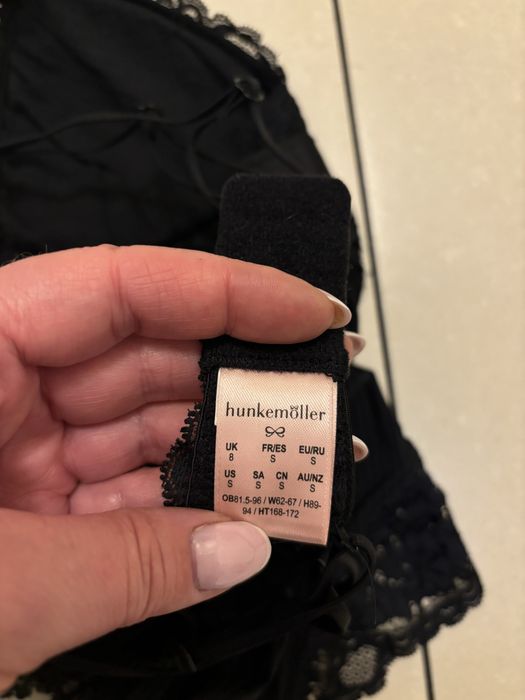 hunkemöller
UK FR/ES EU/RU
8 S S
US SA CN AU/NZ
S S S S
OB81.5-96 / W62-67 / H89-
94 / HT168-172